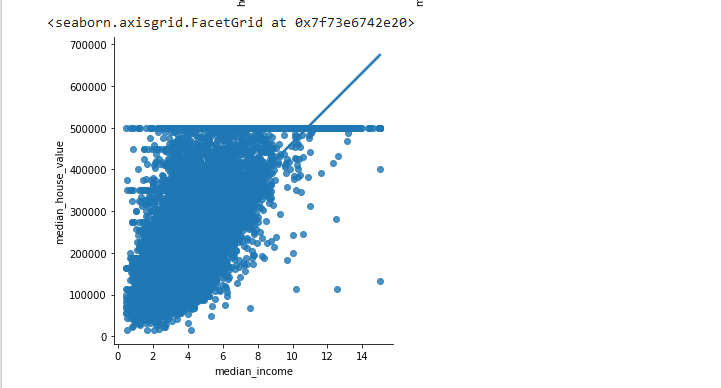 <seaborn.axisgrid.FacetGrid at 0x7f73e6742e20>
700000
600000
500000
400000
300000
200000
100000
0
median_house_value
0 2 4 6 8 10 12 14
median_income